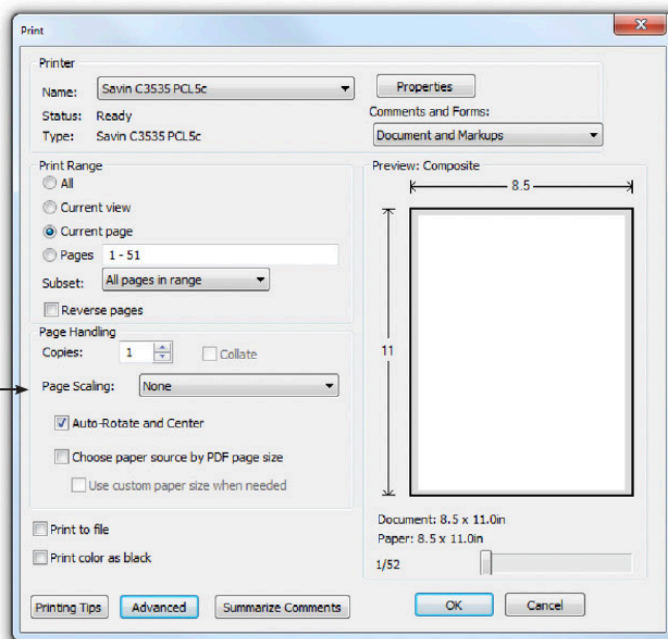 Print
Printer
Name: Savin C3535 PCL5c
Properties
Status: Ready
Comments and Forms:
Type: Savin C3535 PCL5c
Document and Markups
Print Range
All
Current view
Current page
Pages 1 - 51
Subset: All pages in range
Reverse pages
Page Handling
Copies: 1 Collate
Page Scaling: None
Auto-Rotate and Center
Choose paper source by PDF page size
Use custom paper size when needed
Print to file
Print color as black
Preview: Composite
8.5
11
Document: 8.5 x 11.0in
Paper: 8.5 x 11.0in
1/52
Printing Tips Advanced Summarize Comments OK Cancel